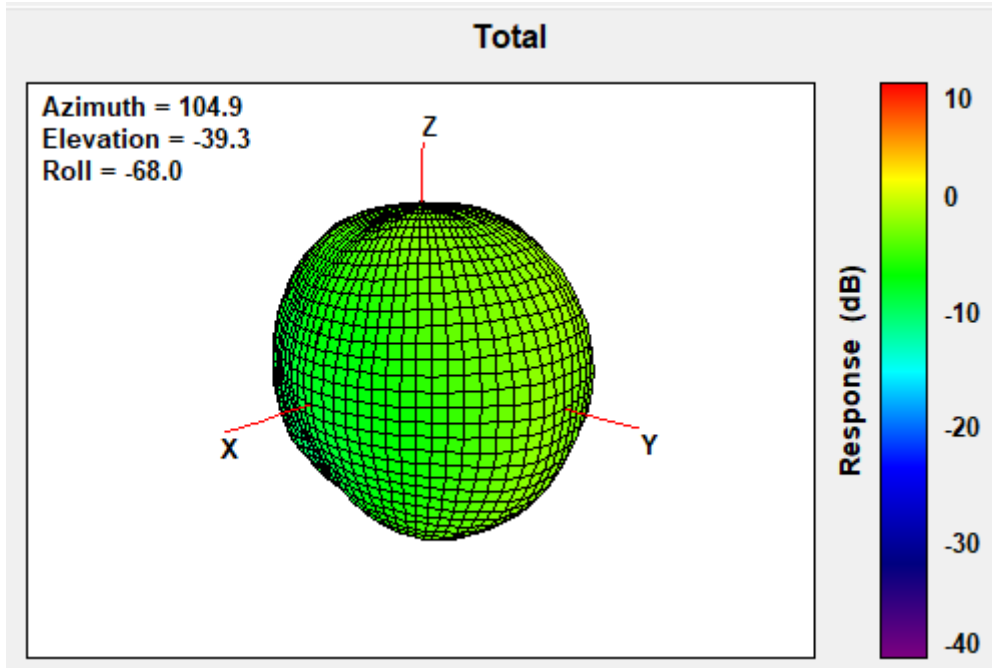 Total
Azimuth = 104.9
Elevation = -39.3
Roll = -68.0
Z
X
Y
10
0
-10
-20
-30
-40
Response (dB)